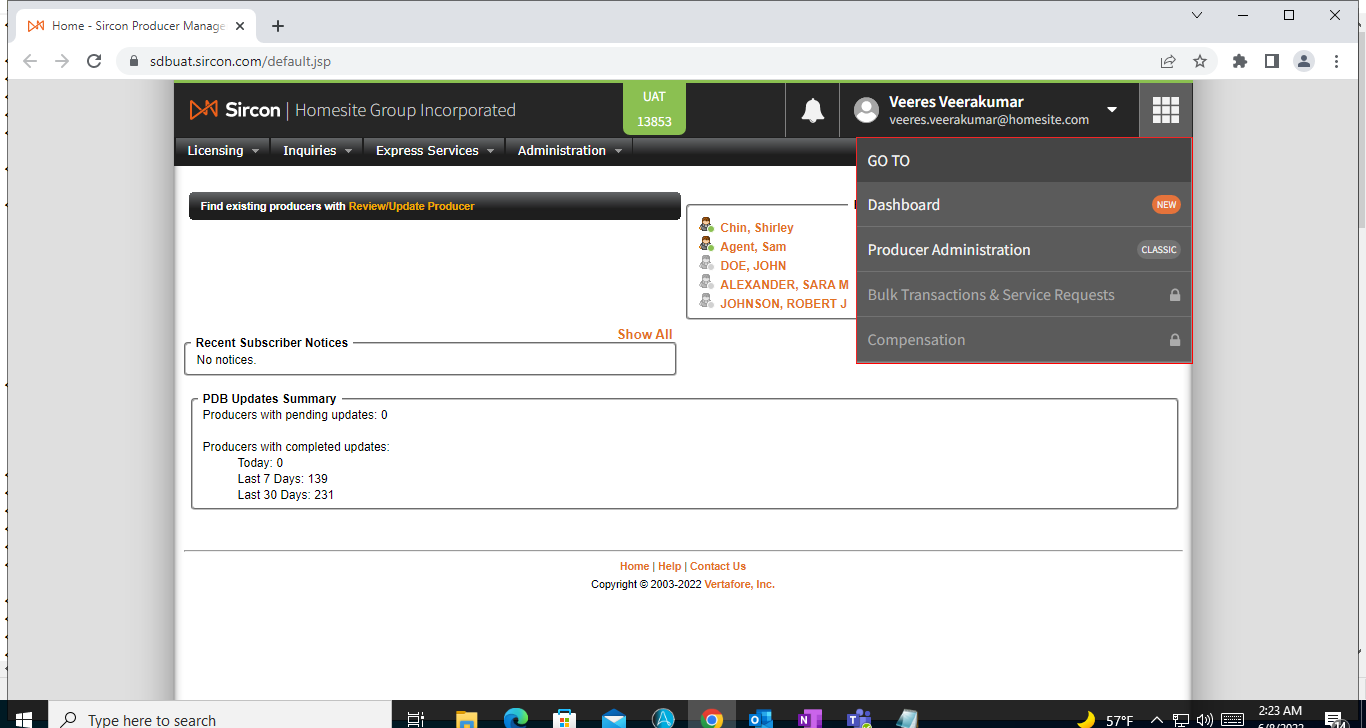 Home - Sircon Producer Manage
sdbuat.sircon.com/default.jsp
Sircon | Homesite Group Incorporated
UAT
13853
Veeres Veerakumar
veeres.veerakumar@homesite.com
Licensing Inquiries Express Services Administration
GO TO
Dashboard NEW
Producer Administration CLASSIC
Bulk Transactions & Service Requests
Compensation
Find existing producers with Review/Update Producer
Chin, Shirley
Agent, Sam
DOE, JOHN
ALEXANDER, SARA M
JOHNSON, ROBERT J
Show All
Recent Subscriber Notices
No notices.
PDB Updates Summary
Producers with pending updates: 0
Producers with completed updates:
Today: 0
Last 7 Days: 139
Last 30 Days: 231
Home | Help | Contact Us
Copyright © 2003-2022 Vertafore, Inc.
Type here to search
57°F
2:23 AM
6/8/2022
14